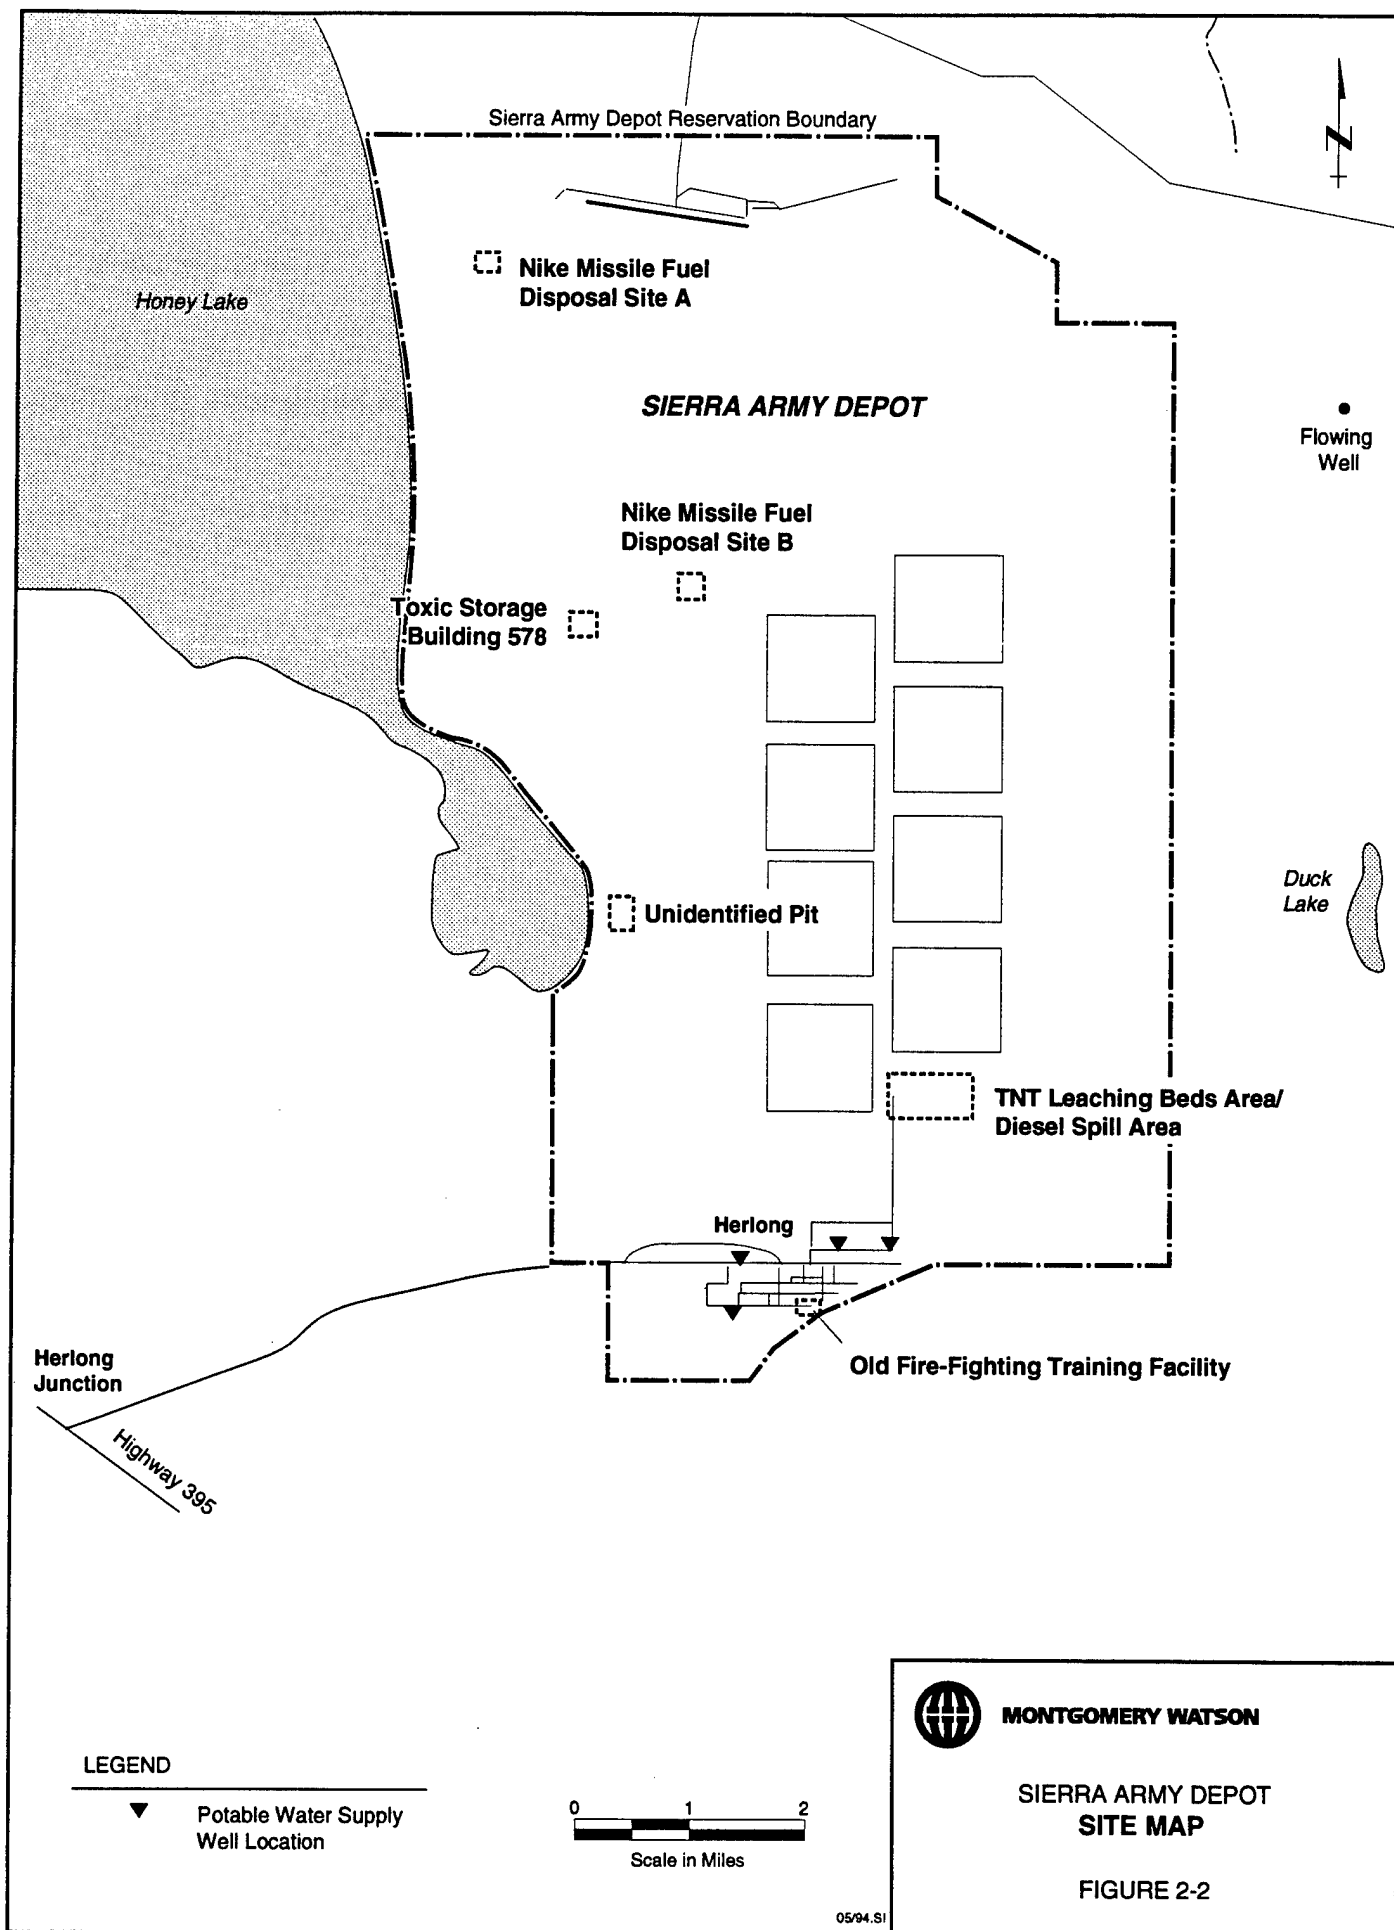 Sierra Army Depot Reservation Boundary
N
Nike Missile Fuel
Disposal Site A
Honey Lake
SIERRA ARMY DEPOT
Flowing
Well
Nike Missile Fuel
Disposal Site B
Toxic Storage
Building 578
Duck
Lake
Unidentified Pit
TNT Leaching Beds Area/
Diesel Spill Area
Herlong
Old Fire-Fighting Training Facility
Herlong
Junction
Highway 395
LEGEND
Potable Water Supply
Well Location
0 1 2
Scale in Miles
05/94.SI
MONTGOMERY WATSON
SIERRA ARMY DEPOT
SITE MAP
FIGURE 2-2